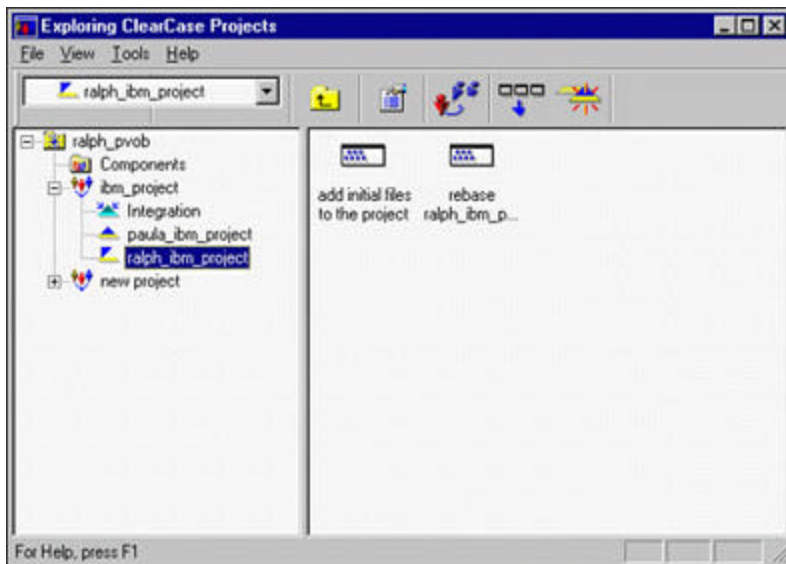 Exploring ClearCase Projects
File View Tools Help
ralph_ibm_project
ralph_pvob
Components
ibm_project
Integration
paula_ibm_project
ralph_ibm_project
new project
add initial files
to the project
rebase
ralph_ibm_p...
For Help, press F1